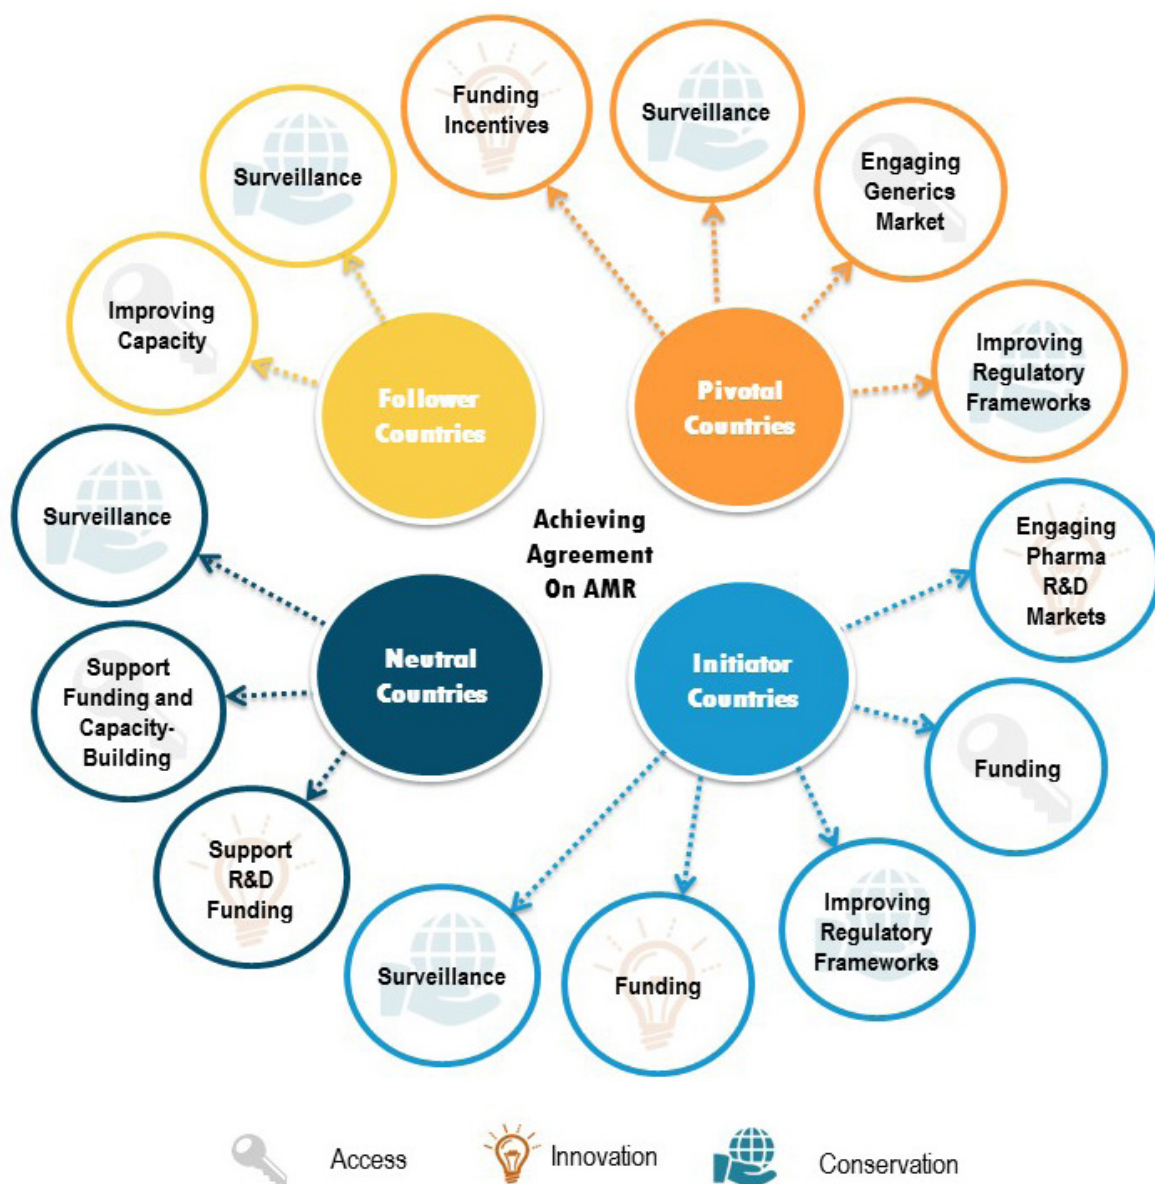 Funding
Incentives
Surveillance
Engaging
Generics
Market
Improving
Regulatory
Frameworks
Pivotal
Countries
Surveillance
Improving
Capacity
Follower
Countries
Achieving
Agreement
On AMR
Surveillance
Support
Funding and
Capacity-
Building
Support
R&D
Funding
Neutral
Countries
Initiator
Countries
Engaging
Pharma
R&D
Markets
Funding
Improving
Regulatory
Frameworks
Funding
Surveillance
Access
Innovation
Conservation